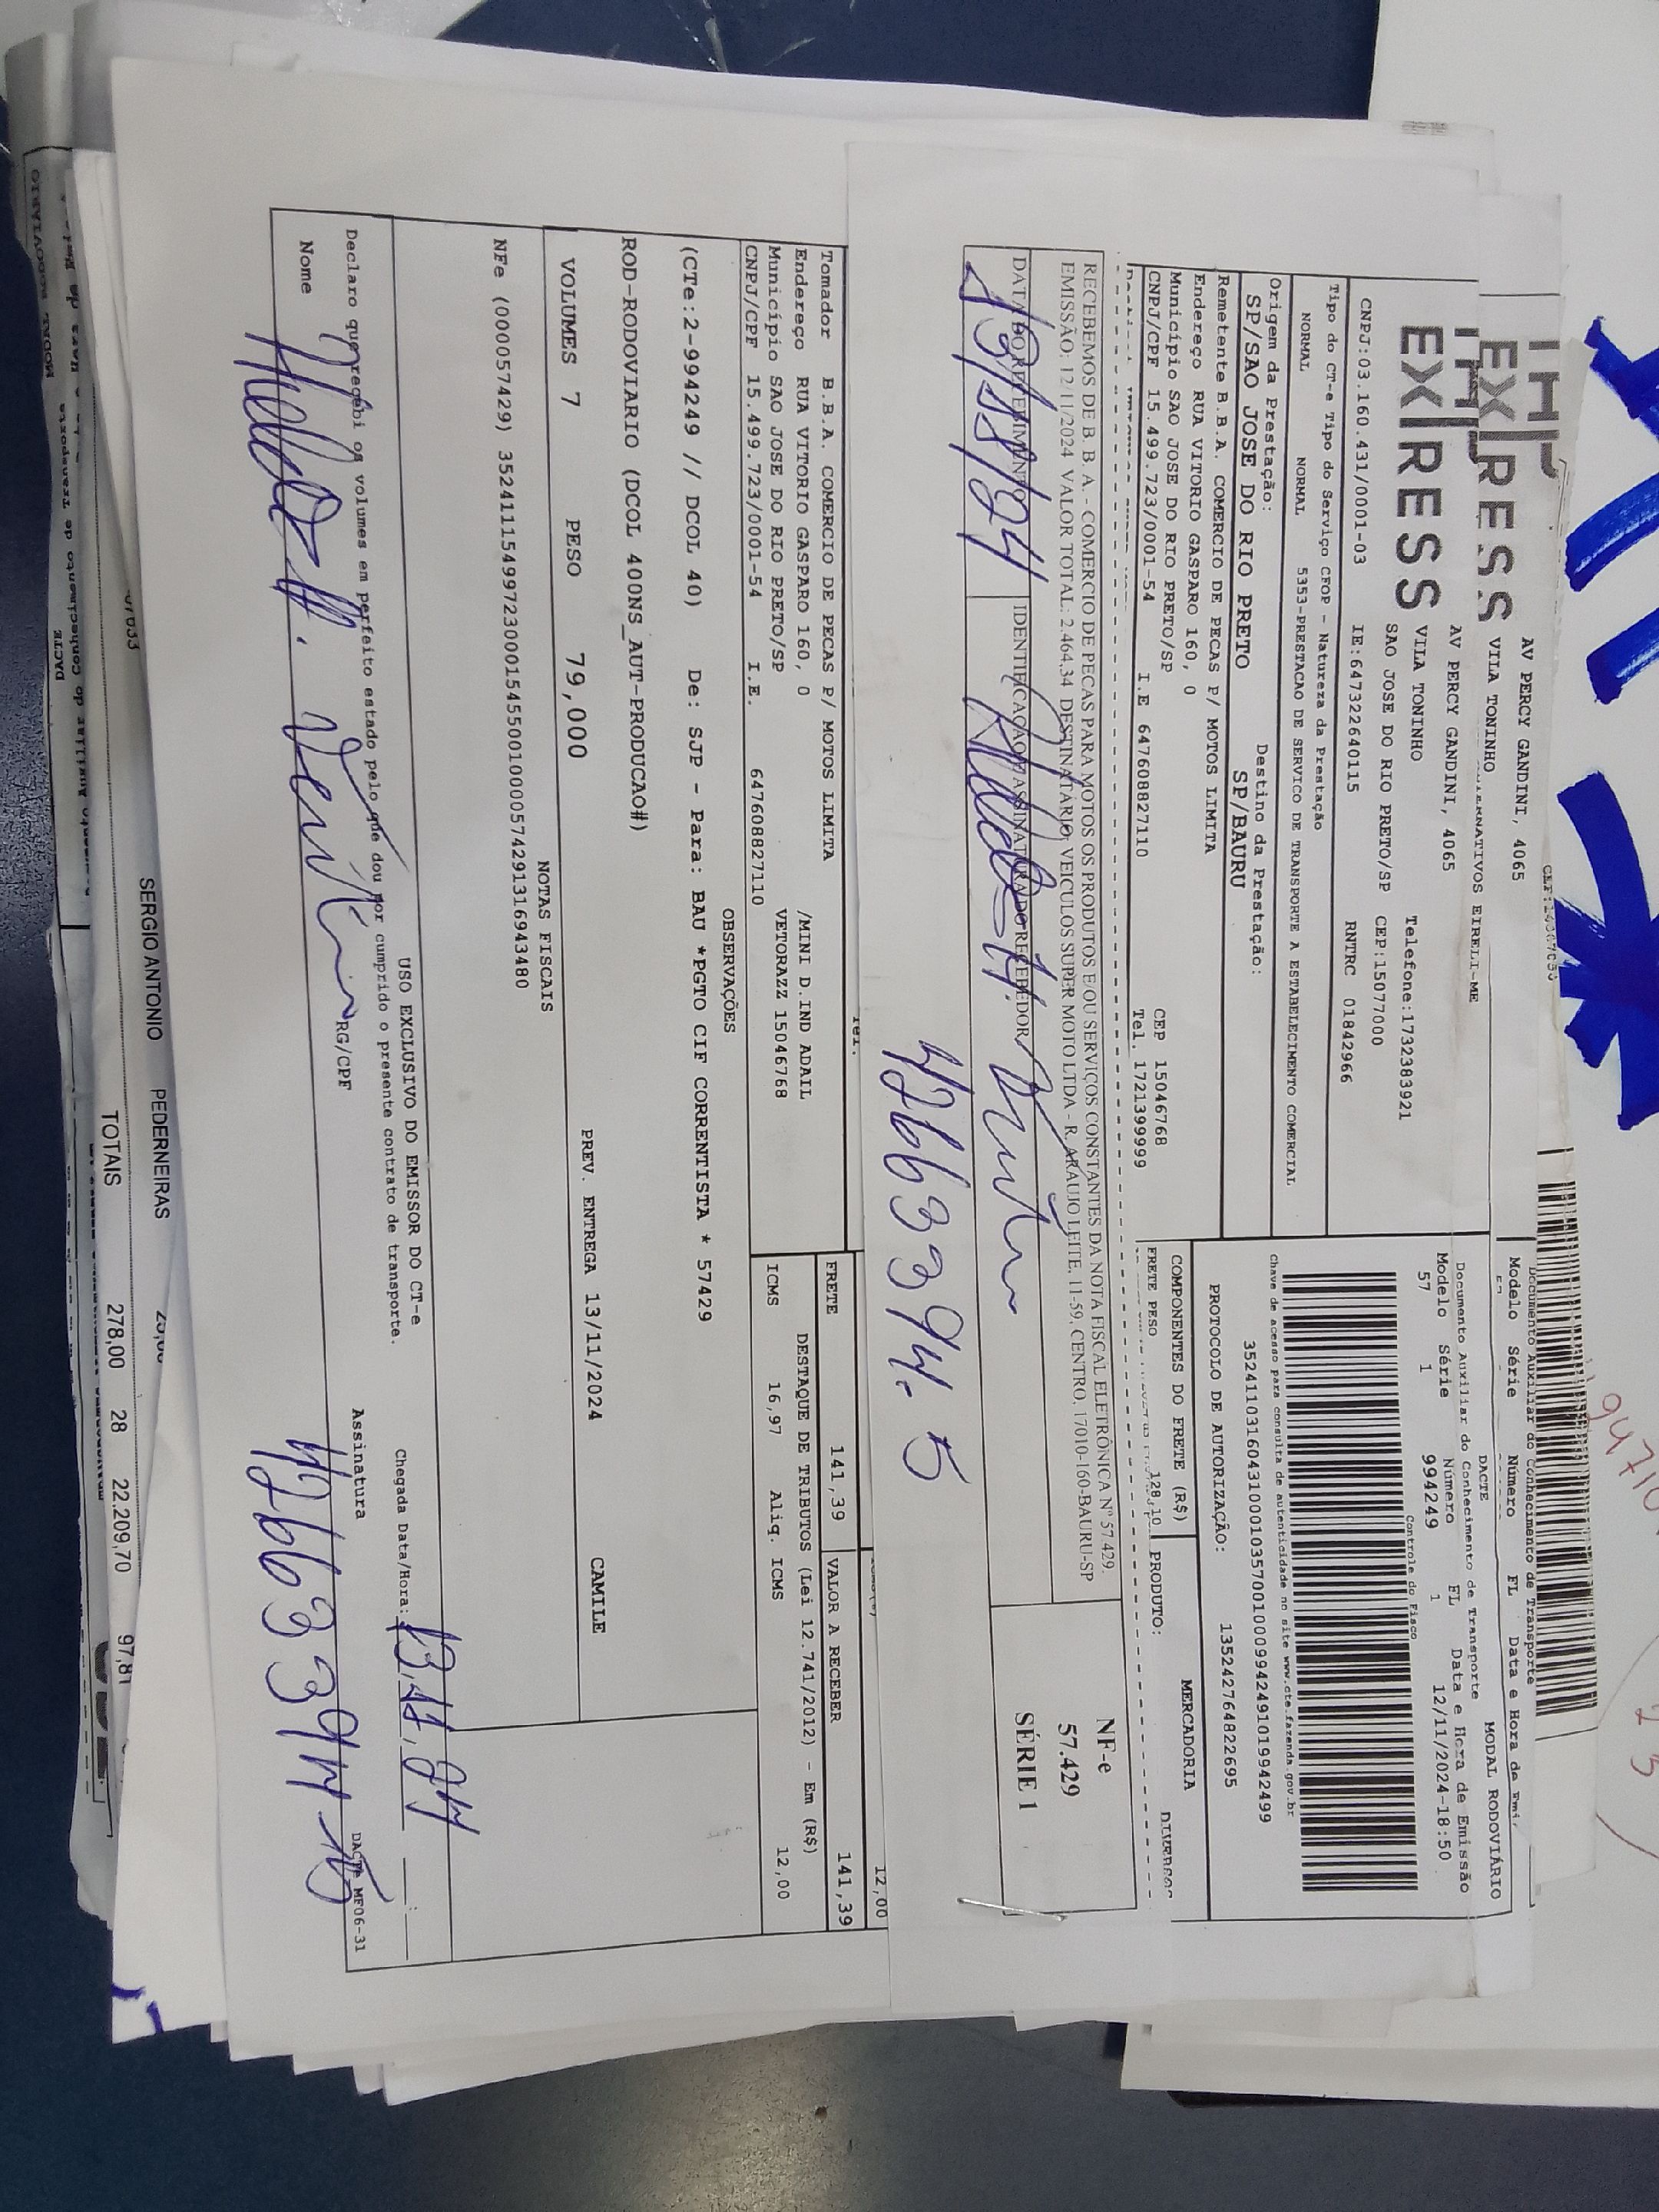 AV PERCY GANDINI, 4065
VILA TONINHO
EXPRESS
AV PERCY GANDINI, 4065
VILA TONINHO
SAO JOSE DO RIO PRETO/SP CEP:15077000
Telefone:1732383921
CNPJ:03.160.431/0001-03 IE:647322640115 RNTRC 01842966
Tipo do CT-e Tipo do Serviço CFOP - Natureza da Prestação
NORMAL NORMAL 5353-PRESTACAO DE SERVICO DE TRANSPORTE A ESTABELECIMENTO COMERCIAL
Origem da Prestação: Destino da Prestação:
SP/SAO JOSE DO RIO PRETO SP/BAURU
Remetente B.B.A. COMERCIO DE PECAS P/ MOTOS LIMITA
Endereço RUA VITORIO GASPARO 160, 0
Município SAO JOSE DO RIO PRETO/SP CEP 15046768
CNPJ/CPF 15.499.723/0001-54 I.E 647608827110 Tel. 1721399999
Documento Auxiliar do Conhecimento de Transporte
Modelo Série Número FL
DACTE MODAL RODOVIÁRIO
Documento Auxiliar do Conhecimento de Transporte
Modelo Série Número FL Data e Hora de Emissão
57 1 994249 1 12/11/2024-18:50
Controle do Fisco
Chave de acesso para consulta de autenticidade no site www.cte.fazenda.gov.br
35241103160431000103570010009942491019942499
PROTOCOLO DE AUTORIZAÇÃO: 135242764822695
COMPONENTES DO FRETE (R$) MERCADORIA
FRETE PESO 128,10 PRODUTO: DIVERSOS
RECEBEMOS DE B. B. A. - COMERCIO DE PECAS PARA MOTOS OS PRODUTOS E/OU SERVIÇOS CONSTANTES DA NOTA FISCAL ELETRÔNICA Nº 57.429.
EMISSÃO: 12/11/2024 VALOR TOTAL: 2.464,34 DESTINATÁRIO: VEICULOS SUPER MOTO LTDA - R. ARAUJO LEITE, 11-59, CENTRO, 17010-160-BAURU-SP
DATA DO RECEBIMENTO IDENTIFICAÇÃO E ASSINATURA DO RECEBEDOR
13/11/24
NF-e
57.429
SÉRIE 1
42663394-5
12,00
Tomador B.B.A. COMERCIO DE PECAS P/ MOTOS LIMITA
Endereço RUA VITORIO GASPARO 160, 0 /MINI D.IND ADAIL
Município SAO JOSE DO RIO PRETO/SP VETORAZZ 15046768
CNPJ/CPF 15.499.723/0001-54 I.E. 647608827110
FRETE 141,39 VALOR A RECEBER 141,39
DESTAQUE DE TRIBUTOS (Lei 12.741/2012) - Em (R$)
ICMS 16,97 Aliq. ICMS 12,00
OBSERVAÇÕES
(CTe:2-994249 // DCOL 40) De: SJP - Para: BAU *PGTO CIF CORRENTISTA * 57429
ROD-RODOVIARIO (DCOL 400NS_AUT-PRODUCAO#)
VOLUMES 7 PESO 79,000 PREV. ENTREGA 13/11/2024 CAMILE
NOTAS FISCAIS
NFe (000057429) 35241115499723000154550010000574291316943480
USO EXCLUSIVO DO EMISSOR DO CT-e
Declaro que recebi os volumes em perfeito estado pelo que dou por cumprido o presente contrato de transporte.
Chegada Data/Hora: 13,11,24
Nome RG/CPF Assinatura
42663394-5
DACTE MF06-31
SERGIO ANTONIO PEDERNEIRAS
TOTAIS 278,00 28 22.209,70 97,81